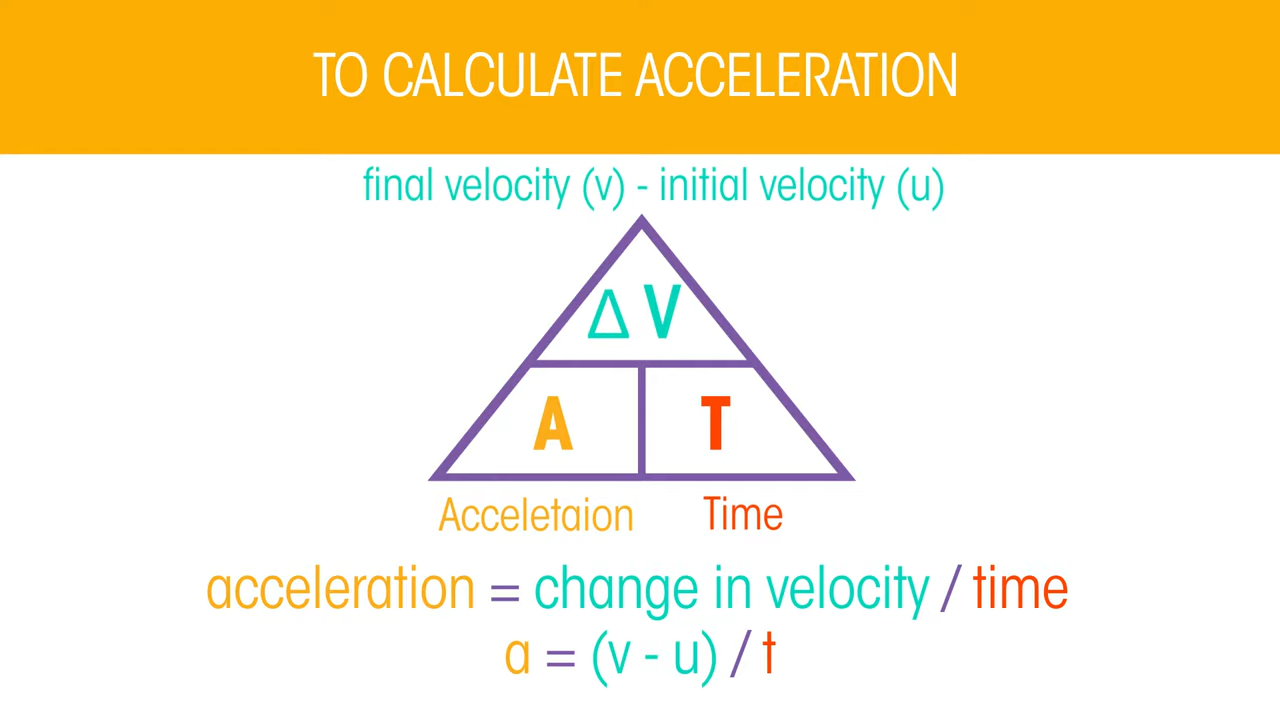 TO CALCULATE ACCELERATION
final velocity (v) - initial velocity (u)
Δ V
A T
Acceletaion Time
acceleration = change in velocity / time
a = (v - u) / t